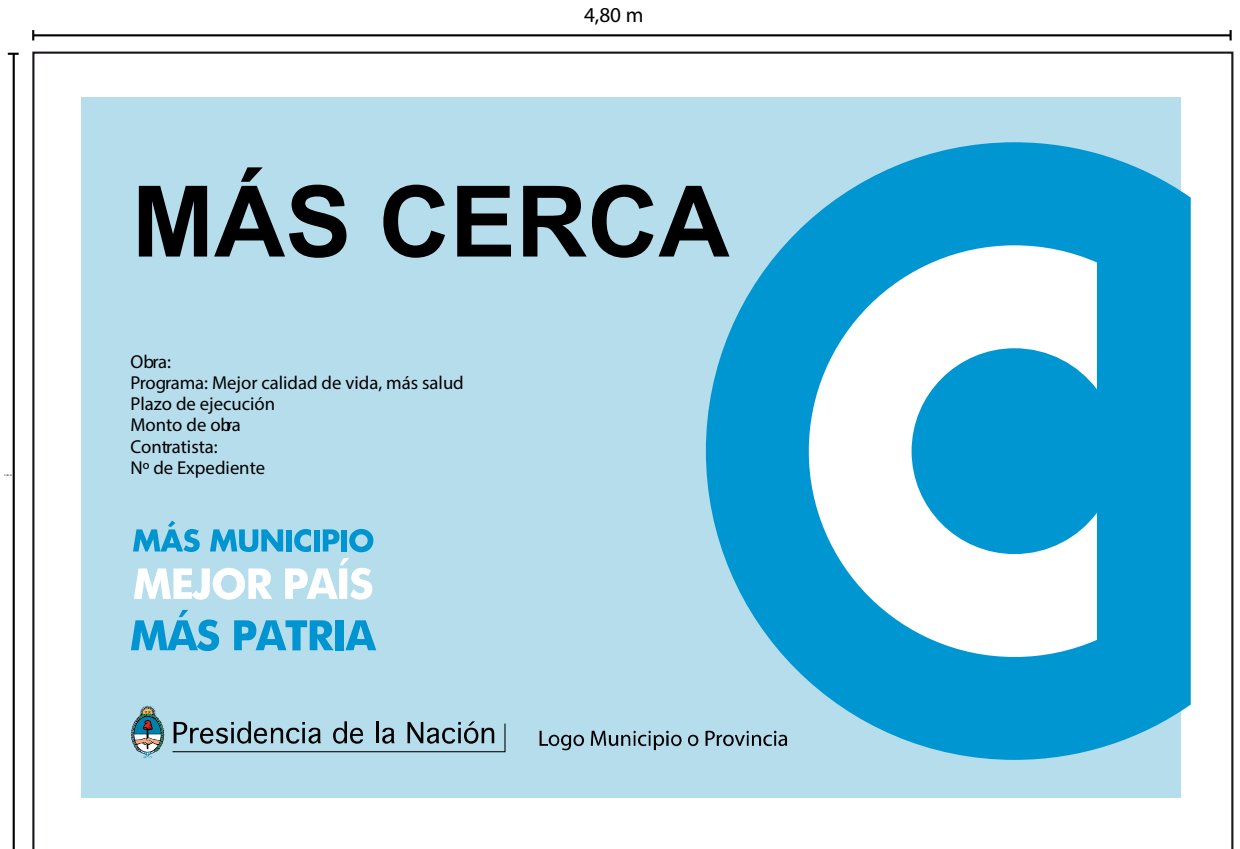 4,80 m
MÁS CERCA
Obra:
Programa: Mejor calidad de vida, más salud
Plazo de ejecución
Monto de obra
Contratista:
Nº de Expediente
MÁS MUNICIPIO
MEJOR PAÍS
MÁS PATRIA
Presidencia de la Nación
Logo Municipio o Provincia